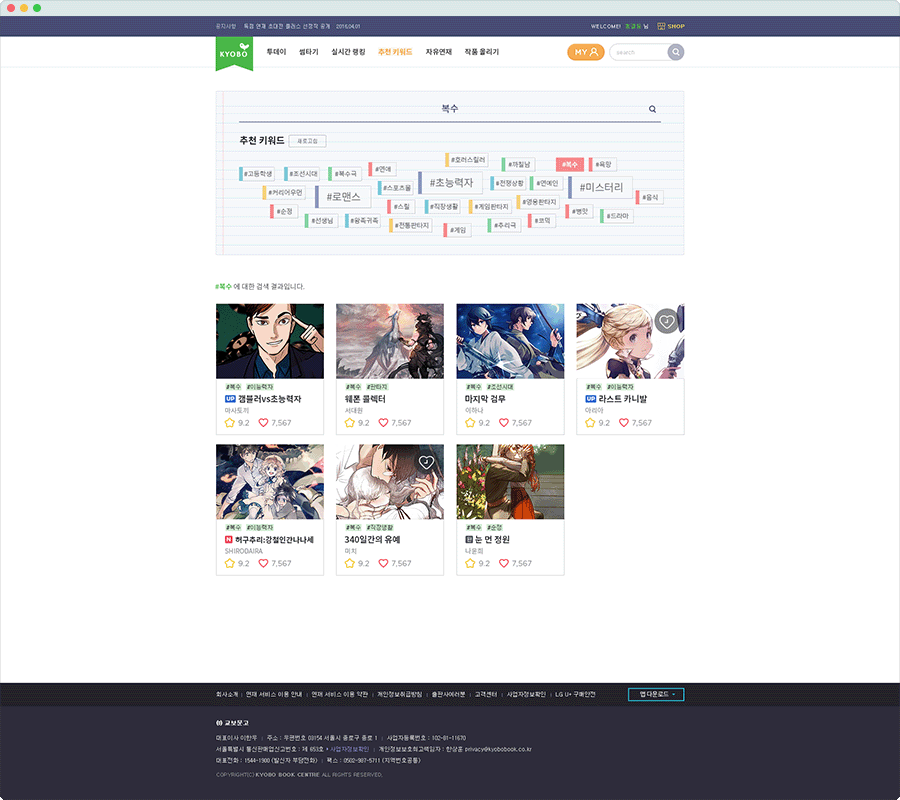 공지사항 독점 연재 초대전 플러스 선정작 공개 2016.04.01
WELCOME! 님 SHOP
KYOBO
투데이 썸타기 실시간 랭킹 추천 키워드 자유연재 작품 올리기
MY
search
복수
추천 키워드 새로고침
#호러스릴러 #까칠남 #복수 #욕망
#고등학생 #조선시대 #복수극 #연애
#스포츠물 #초능력자 #전쟁상황 #연예인 #미스터리
#커리어우먼 #로맨스 #음식
#순정 #스릴 #직장생활 #게임판타지 #영웅판타지 #병맛
#선생님 #왕족귀족 #전통판타지 #게임 #추리극 #코믹 #드라마
#복수 에 대한 검색 결과입니다.
#복수 #이능력자
UP 갬블러vs초능력자
마사토끼
9.2 7,567
#복수 #판타지
웨폰 콜렉터
서대원
9.2 7,567
#복수 #조선시대
마지막 검무
이하나
9.2 7,567
#복수 #이능력자
UP 라스트 카니발
마리아
9.2 7,567
#복수 #이능력자
허구추리:강철인간나나세
SHIRODAIRA
9.2 7,567
#복수 #직장생활
340일간의 유예
미치
9.2 7,567
#복수 #순정
눈 먼 정원
나윤희
9.2 7,567
회사소개 | 연재 서비스 이용 안내 | 연재 서비스 이용 약관 | 개인정보취급방침 | 출판사여러분 | 고객센터 | 사업자정보확인 | LG U+ 구매안전
앱 다운로드
교보문고
대표이사 이한우 | 주소 : 우편번호 03154 서울시 종로구 종로 1 | 사업자등록번호 : 102-81-11670
서울특별시 통신판매업신고번호 : 제 653호 사업자정보확인 | 개인정보보호최고책임자 : 한상훈 privacy@kyobobook.co.kr
대표전화 : 1544-1900 (발신자 부담전화) | 팩스 : 0502-987-5711 (지역번호공통)
COPYRIGHT(C) KYOBO BOOK CENTRE ALL RIGHTS RESERVED.